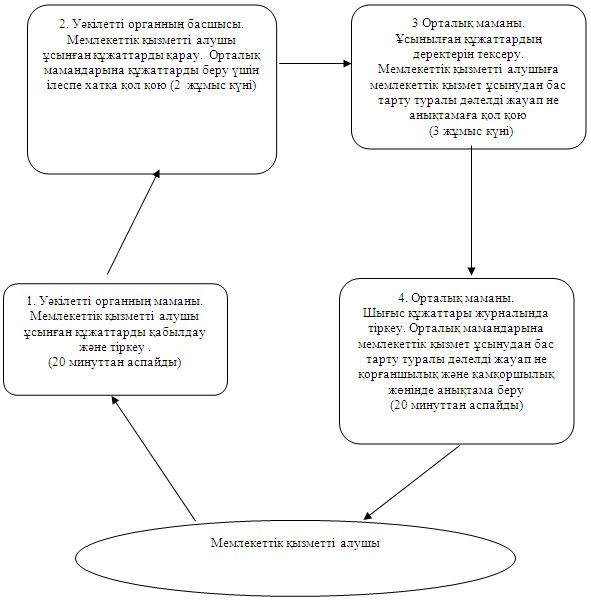 2. Уәкілетті органның басшысы.
Мемлекеттік қызметті алушы
ұсынған құжаттарды қарау. Орталық
мамандарына құжаттарды беру үшін
ілеспе хатқа қол қою (2 жұмыс күні)
3 Орталық маманы.
Ұсынылған құжаттардың
деректерін тексеру.
Мемлекеттік қызметті алушыға
мемлекеттік қызмет ұсынудан бас
тарту туралы дәлелді жауап не
анықтамаға қол қою
(3 жұмыс күні)
1. Уәкілетті органның маманы.
Мемлекеттік қызметті алушы
ұсынған құжаттарды қабылдау
және тіркеу .
(20 минуттан аспайды)
4. Орталық маманы.
Шығыс құжаттары журналында
тіркеу. Орталық мамандарына
мемлекеттік қызмет ұсынудан бас
тарту туралы дәлелді жауап не
қорғаншылық және қамқоршылық
жөнінде анықтама беру
(20 минуттан аспайды)
Мемлекеттік қызметті алушы